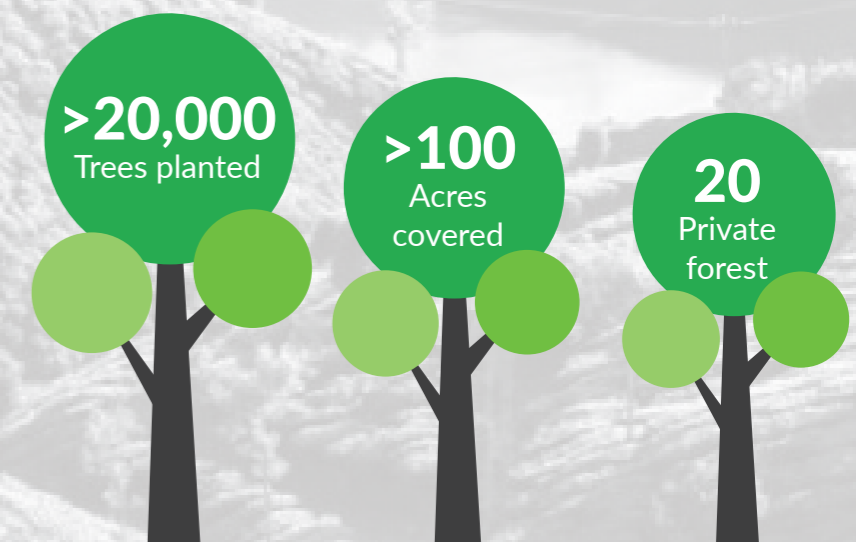 >20,000
Trees planted
>100
Acres
covered
20
Private
forest